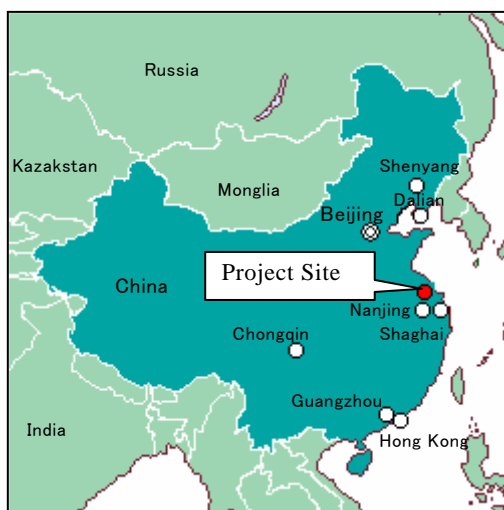 Russia
Kazakstan
Monglia
Shenyang
Dalian
Beijing
Project Site
China
Nanjing
Shaghai
Chongqin
Guangzhou
Hong Kong
India